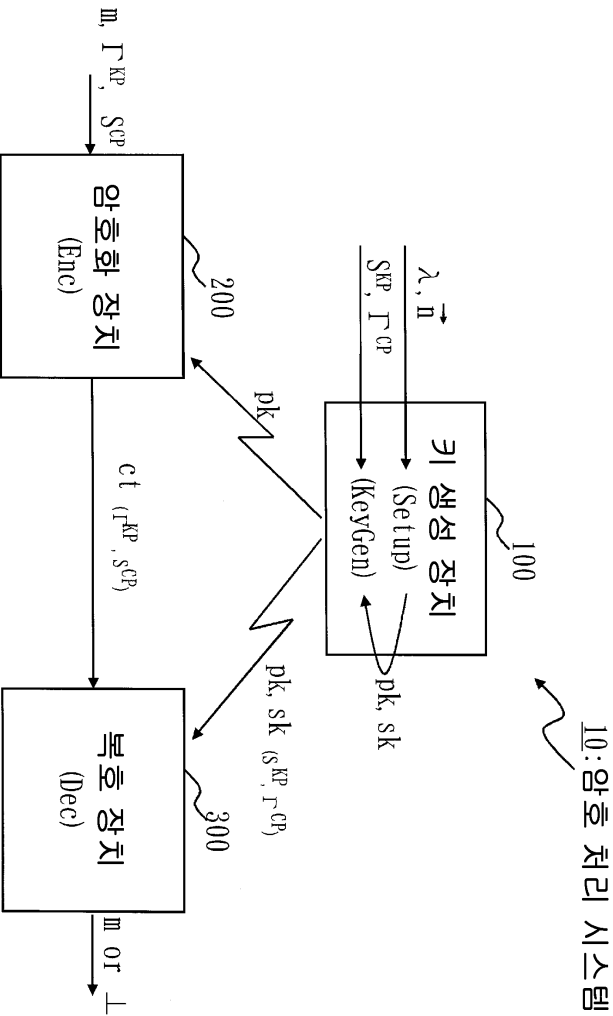 10:암호 처리 시스템
100
키 생성 장치
(Setup)
(KeyGen)
λ, n⃗
S^KP, Γ^CP
pk, sk
pk
pk, sk (S^KP, Γ^CP)
m, Γ^KP, S^CP
200
암호화 장치
(Enc)
ct (Γ^KP, S^CP)
300
복호 장치
(Dec)
m or ⊥